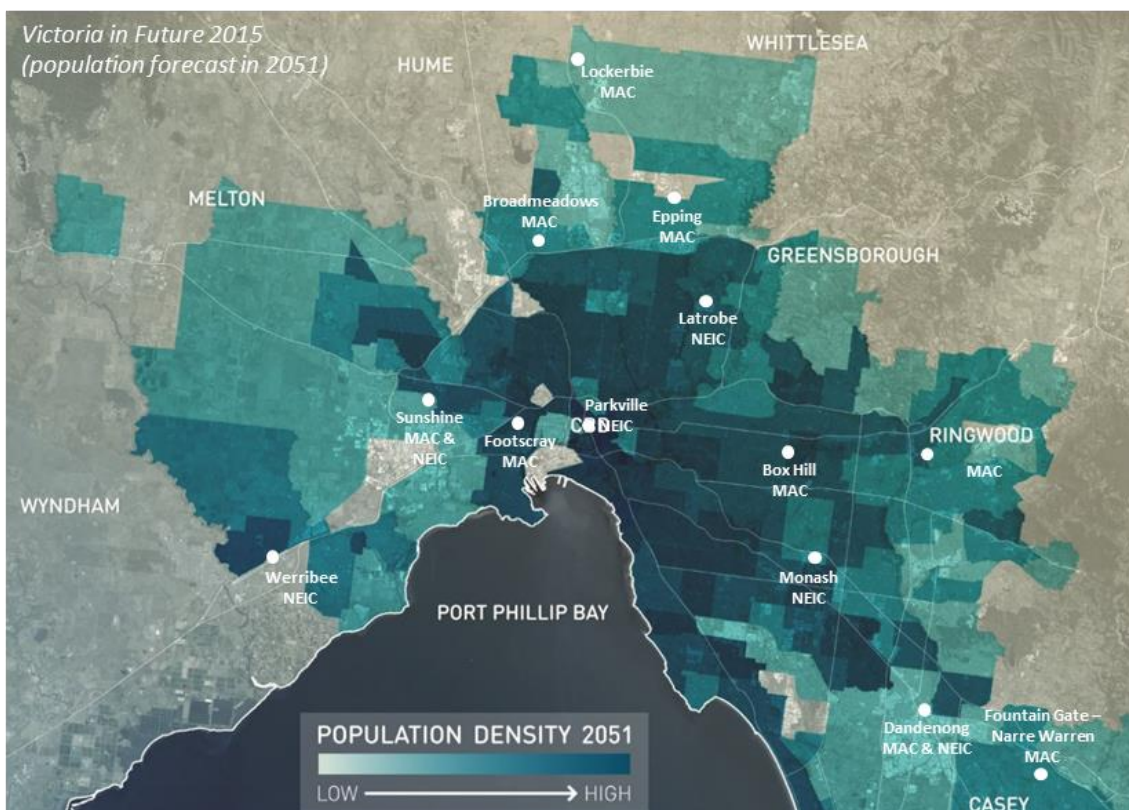 Victoria in Future 2015
(population forecast in 2051)
HUME
WHITTLESEA
Lockerbie
MAC
MELTON
Broadmeadows
MAC
Epping
MAC
GREENSBOROUGH
Latrobe
NEIC
Sunshine
MAC &
NEIC
Footscray
MAC
Parkville
NEIC
CBD
Box Hill
MAC
RINGWOOD
MAC
WYNDHAM
Werribee
NEIC
Monash
NEIC
PORT PHILLIP BAY
Dandenong
MAC & NEIC
Fountain Gate –
Narre Warren
MAC
CASEY
POPULATION DENSITY 2051
LOW
HIGH